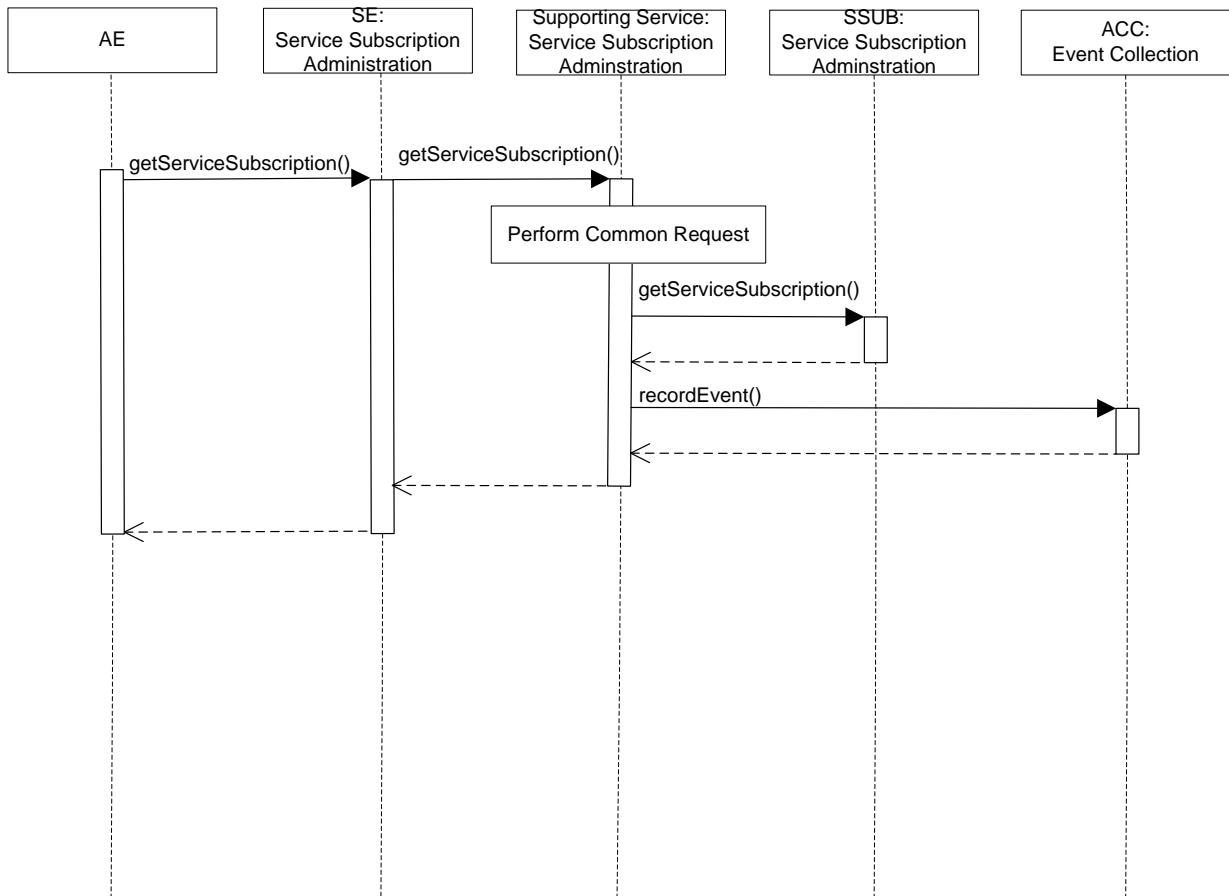 AE
SE:
Service Subscription
Administration
Supporting Service:
Service Subscription
Adminstration
SSUB:
Service Subscription
Adminstration
ACC:
Event Collection
getServiceSubscription()
getServiceSubscription()
Perform Common Request
getServiceSubscription()
recordEvent()